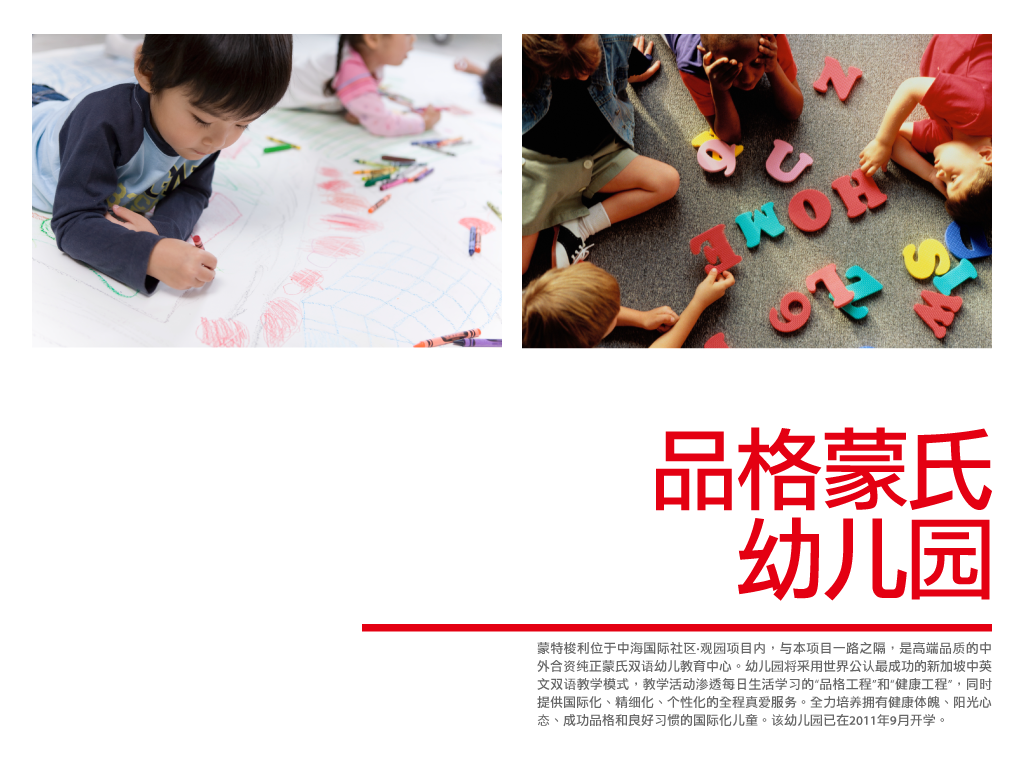 N
9
U
H
O
W
E
S
L
Z
L
W
9
品格蒙氏
幼儿园
蒙特梭利位于中海国际社区·观园项目内，与本项目一路之隔，是高端品质的中
外合资纯正蒙氏双语幼儿教育中心。幼儿园将采用世界公认最成功的新加坡中英
文双语教学模式，教学活动渗透每日生活学习的“品格工程”和“健康工程”，同时
提供国际化、精细化、个性化的全程真爱服务。全力培养拥有健康体魄、阳光心
态、成功品格和良好习惯的国际化儿童。该幼儿园已在2011年9月开学。